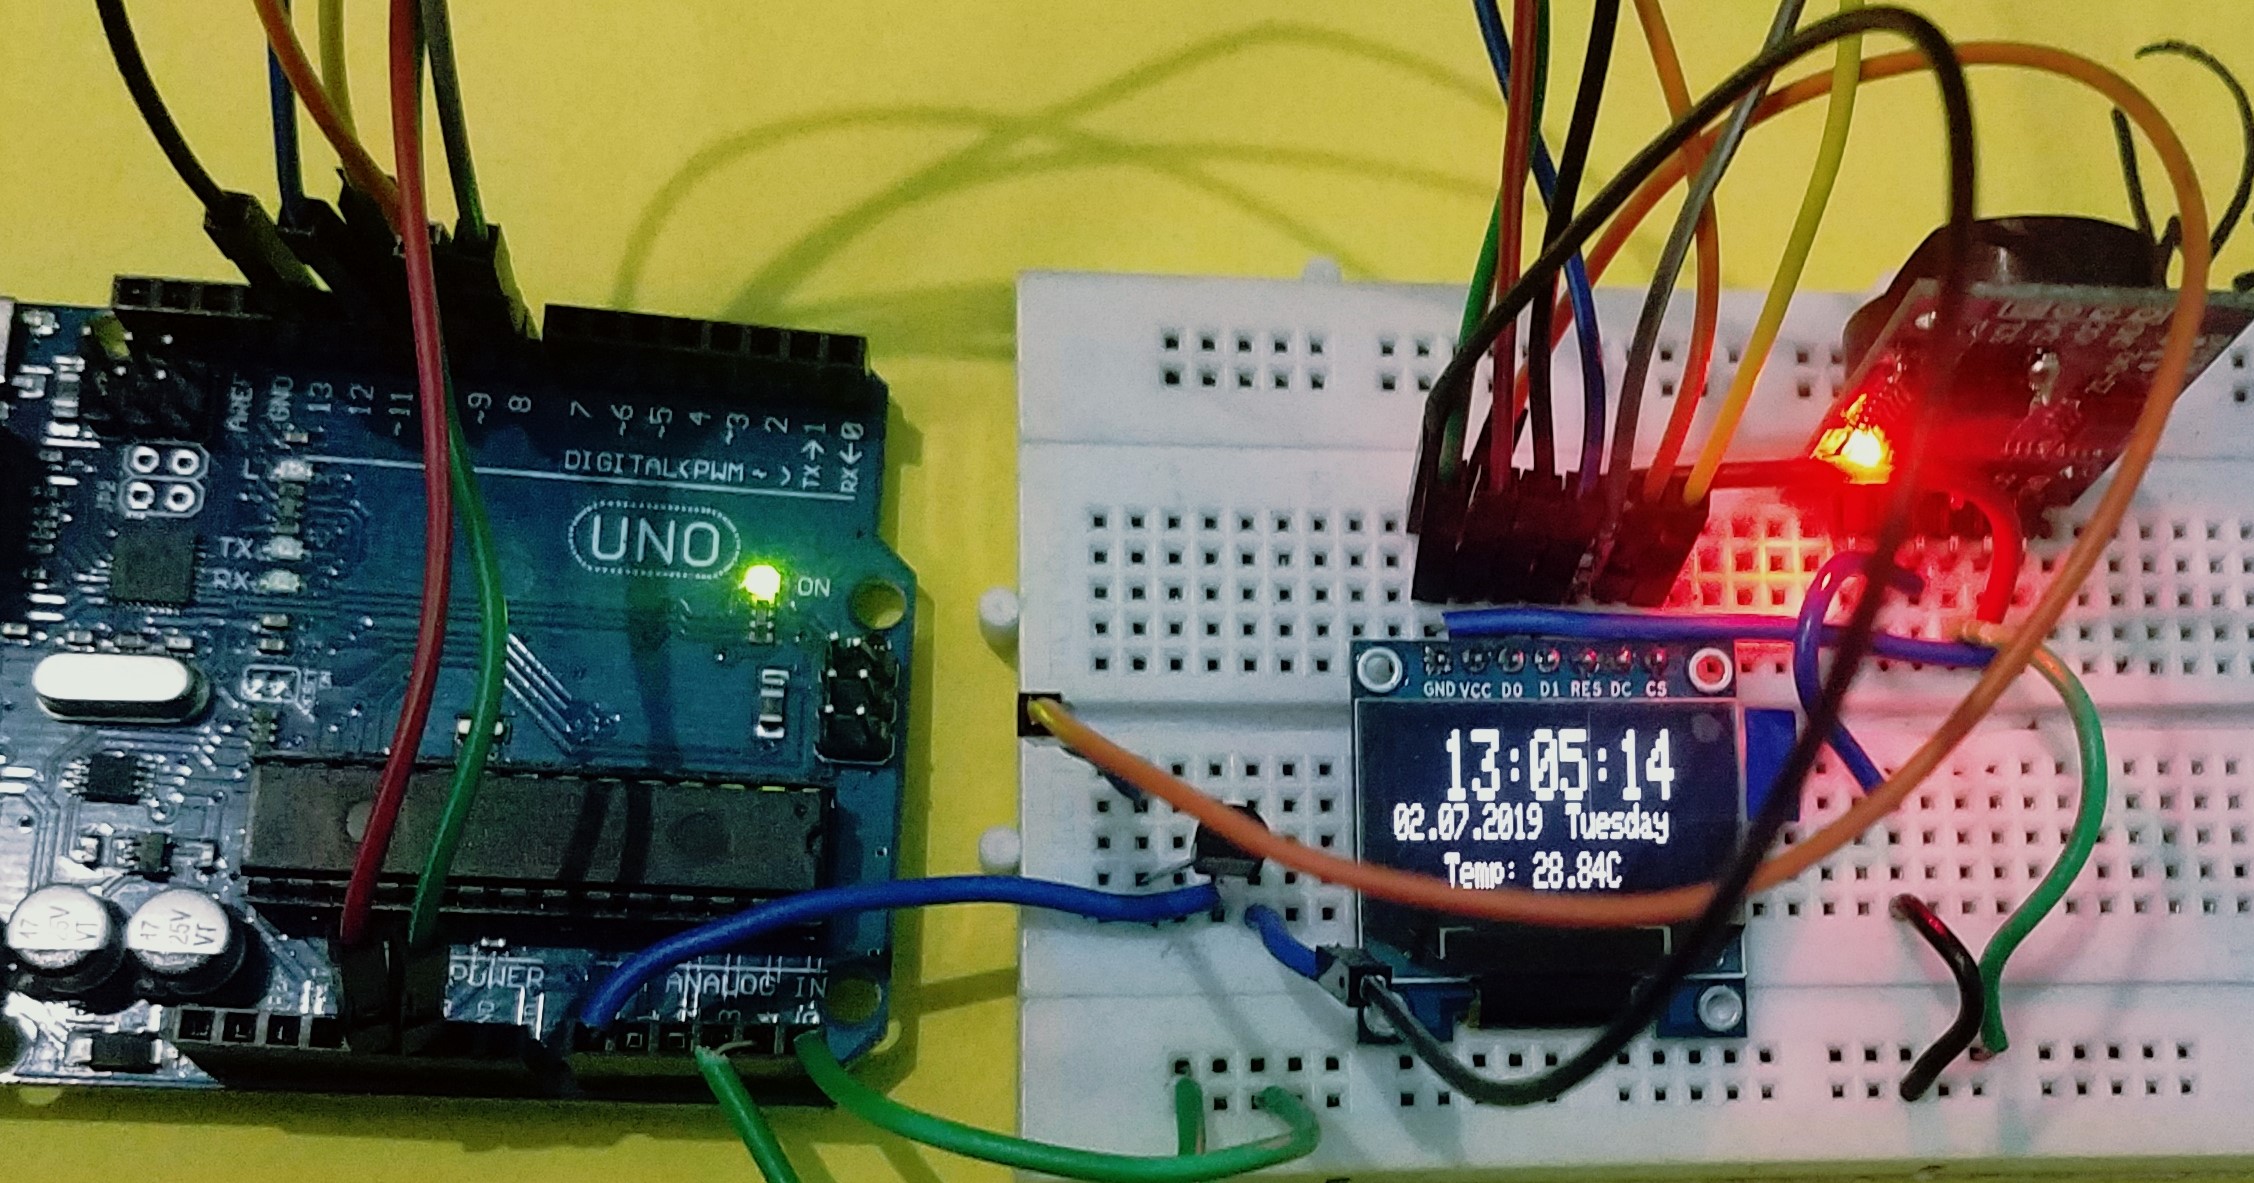 AREF
GND
13
12
~11
~9
8
7
~6
~5
4
~3
2
TX→1
RX←0
L
DIGITAL(PWM ~ )
UNO
TX
RX
ON
GND VCC D0 D1 RES DC CS
13:05:14
02.07.2019 Tuesday
Temp: 28.84C
17
25V
VT
17
25V
VT
POWER
ANALOG IN